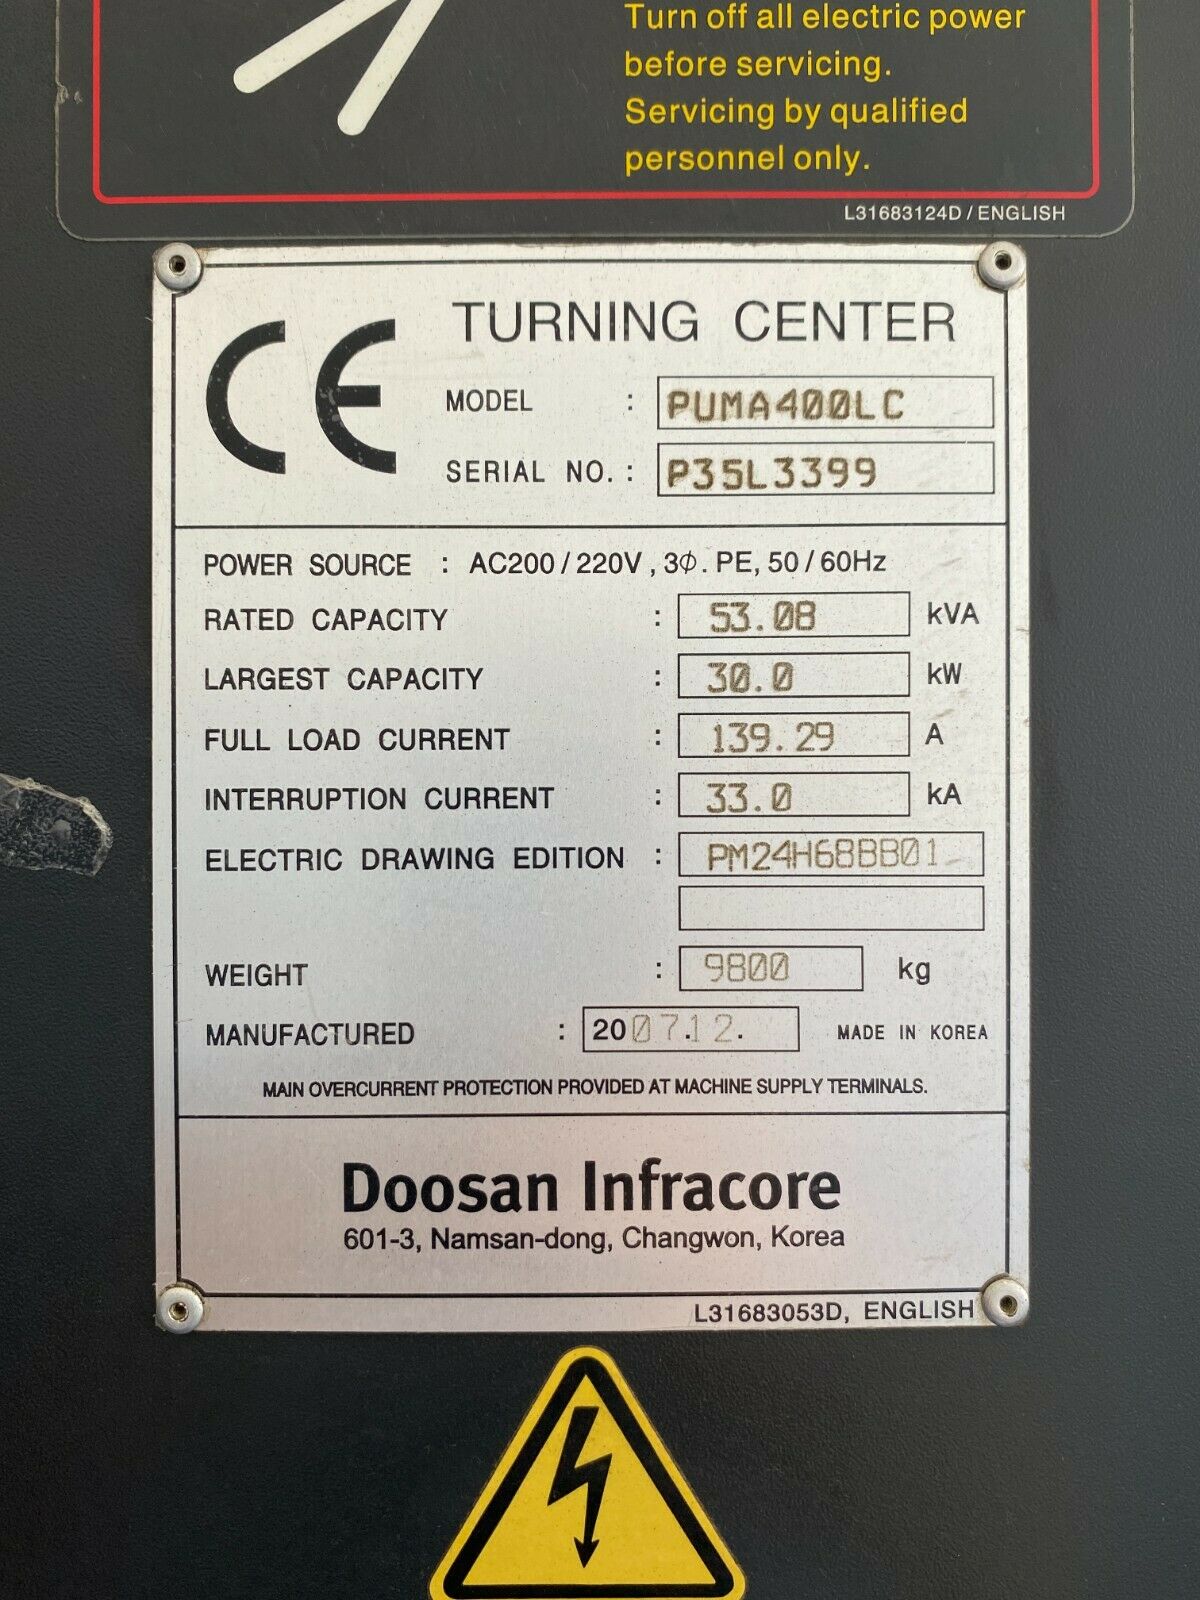 Turn off all electric power
before servicing.
Servicing by qualified
personnel only.
L31683124D / ENGLISH
CE TURNING CENTER
MODEL : PUMA400LC
SERIAL NO. : P35L3399
POWER SOURCE : AC200 / 220V , 3Φ . PE, 50 / 60Hz
RATED CAPACITY : 53.08 kVA
LARGEST CAPACITY : 30.0 kW
FULL LOAD CURRENT : 139.29 A
INTERRUPTION CURRENT : 33.0 kA
ELECTRIC DRAWING EDITION : PM24H68BB01
WEIGHT : 9800 kg
MANUFACTURED : 2007.12. MADE IN KOREA
MAIN OVERCURRENT PROTECTION PROVIDED AT MACHINE SUPPLY TERMINALS.
Doosan Infracore
601-3, Namsan-dong, Changwon, Korea
L31683053D, ENGLISH